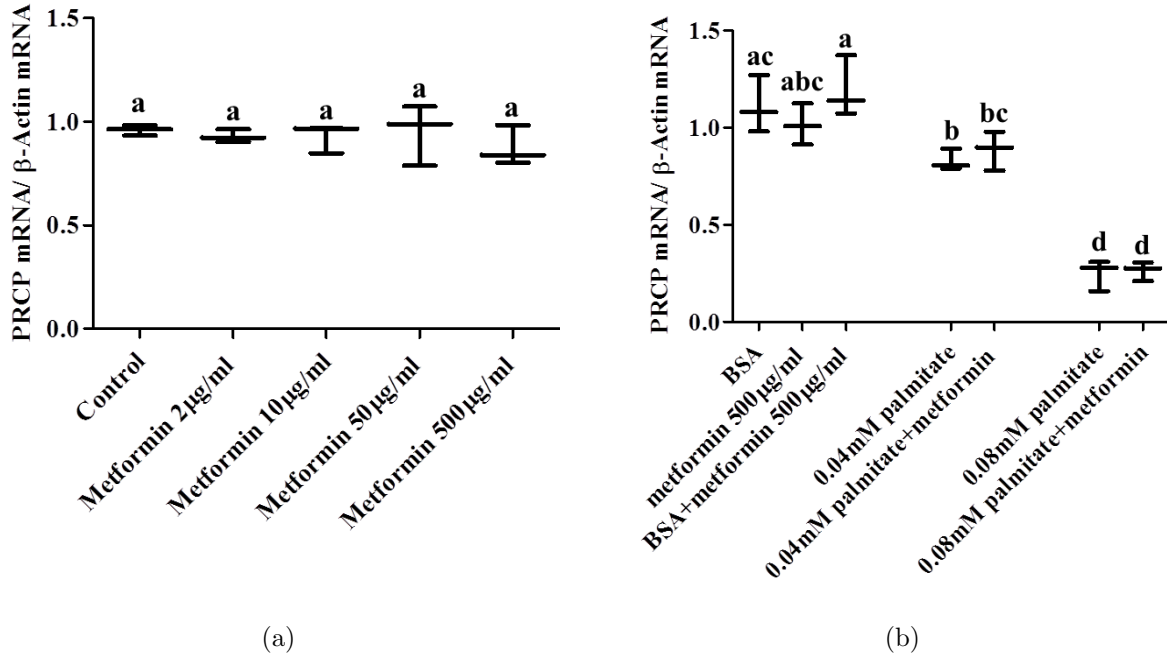 PRCP mRNA/ β-Actin mRNA
1.5
1.0
0.5
0.0
a
a
a
a
a
Control
Metformin 2μg/ml
Metformin 10μg/ml
Metformin 50μg/ml
Metformin 500μg/ml
(a)
PRCP mRNA/ β-Actin mRNA
1.5
1.0
0.5
0.0
ac
abc
a
b
bc
d
d
BSA
metformin 500μg/ml
BSA+metformin 500μg/ml
0.04mM palmitate
0.04mM palmitate+metformin
0.08mM palmitate
0.08mM palmitate+metformin
(b)